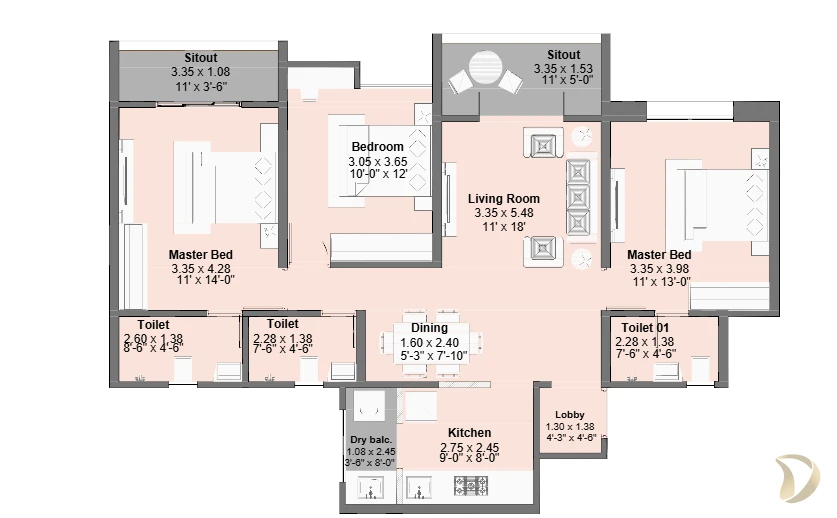 Sitout
3.35 x 1.08
11' x 3'-6"
Sitout
3.35 x 1.53
11' x 5'-0"
Bedroom
3.05 x 3.65
10'-0" x 12'
Living Room
3.35 x 5.48
11' x 18'
Master Bed
3.35 x 4.28
11' x 14'-0"
Master Bed
3.35 x 3.98
11' x 13'-0"
Toilet
2.60 x 1.38
8'-6" x 4'-6"
Toilet
2.28 x 1.38
7'-6" x 4'-6"
Dining
1.60 x 2.40
5'-3" x 7'-10"
Toilet 01
2.28 x 1.38
7'-6" x 4'-6"
Lobby
1.30 x 1.38
4'-3" x 4'-6"
Kitchen
2.75 x 2.45
9'-0" x 8'-0"
Dry balc.
1.08 x 2.45
3'-6" x 8'-0"